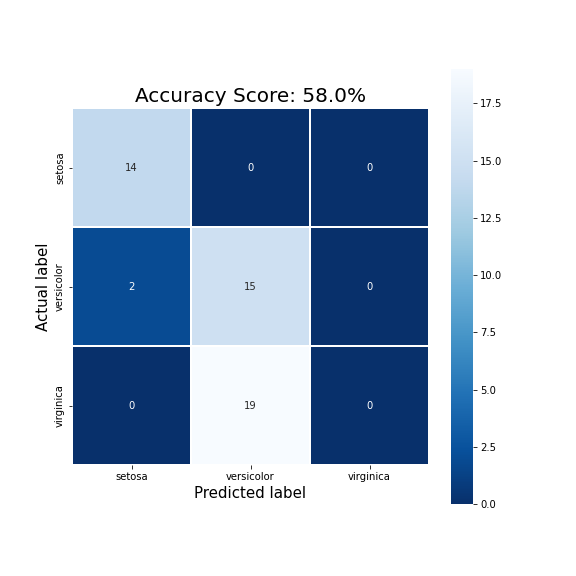 Accuracy Score: 58.0%
Actual label
setosa
versicolor
virginica
14 0 0
2 15 0
0 19 0
setosa versicolor virginica
Predicted label
17.5
15.0
12.5
10.0
7.5
5.0
2.5
0.0